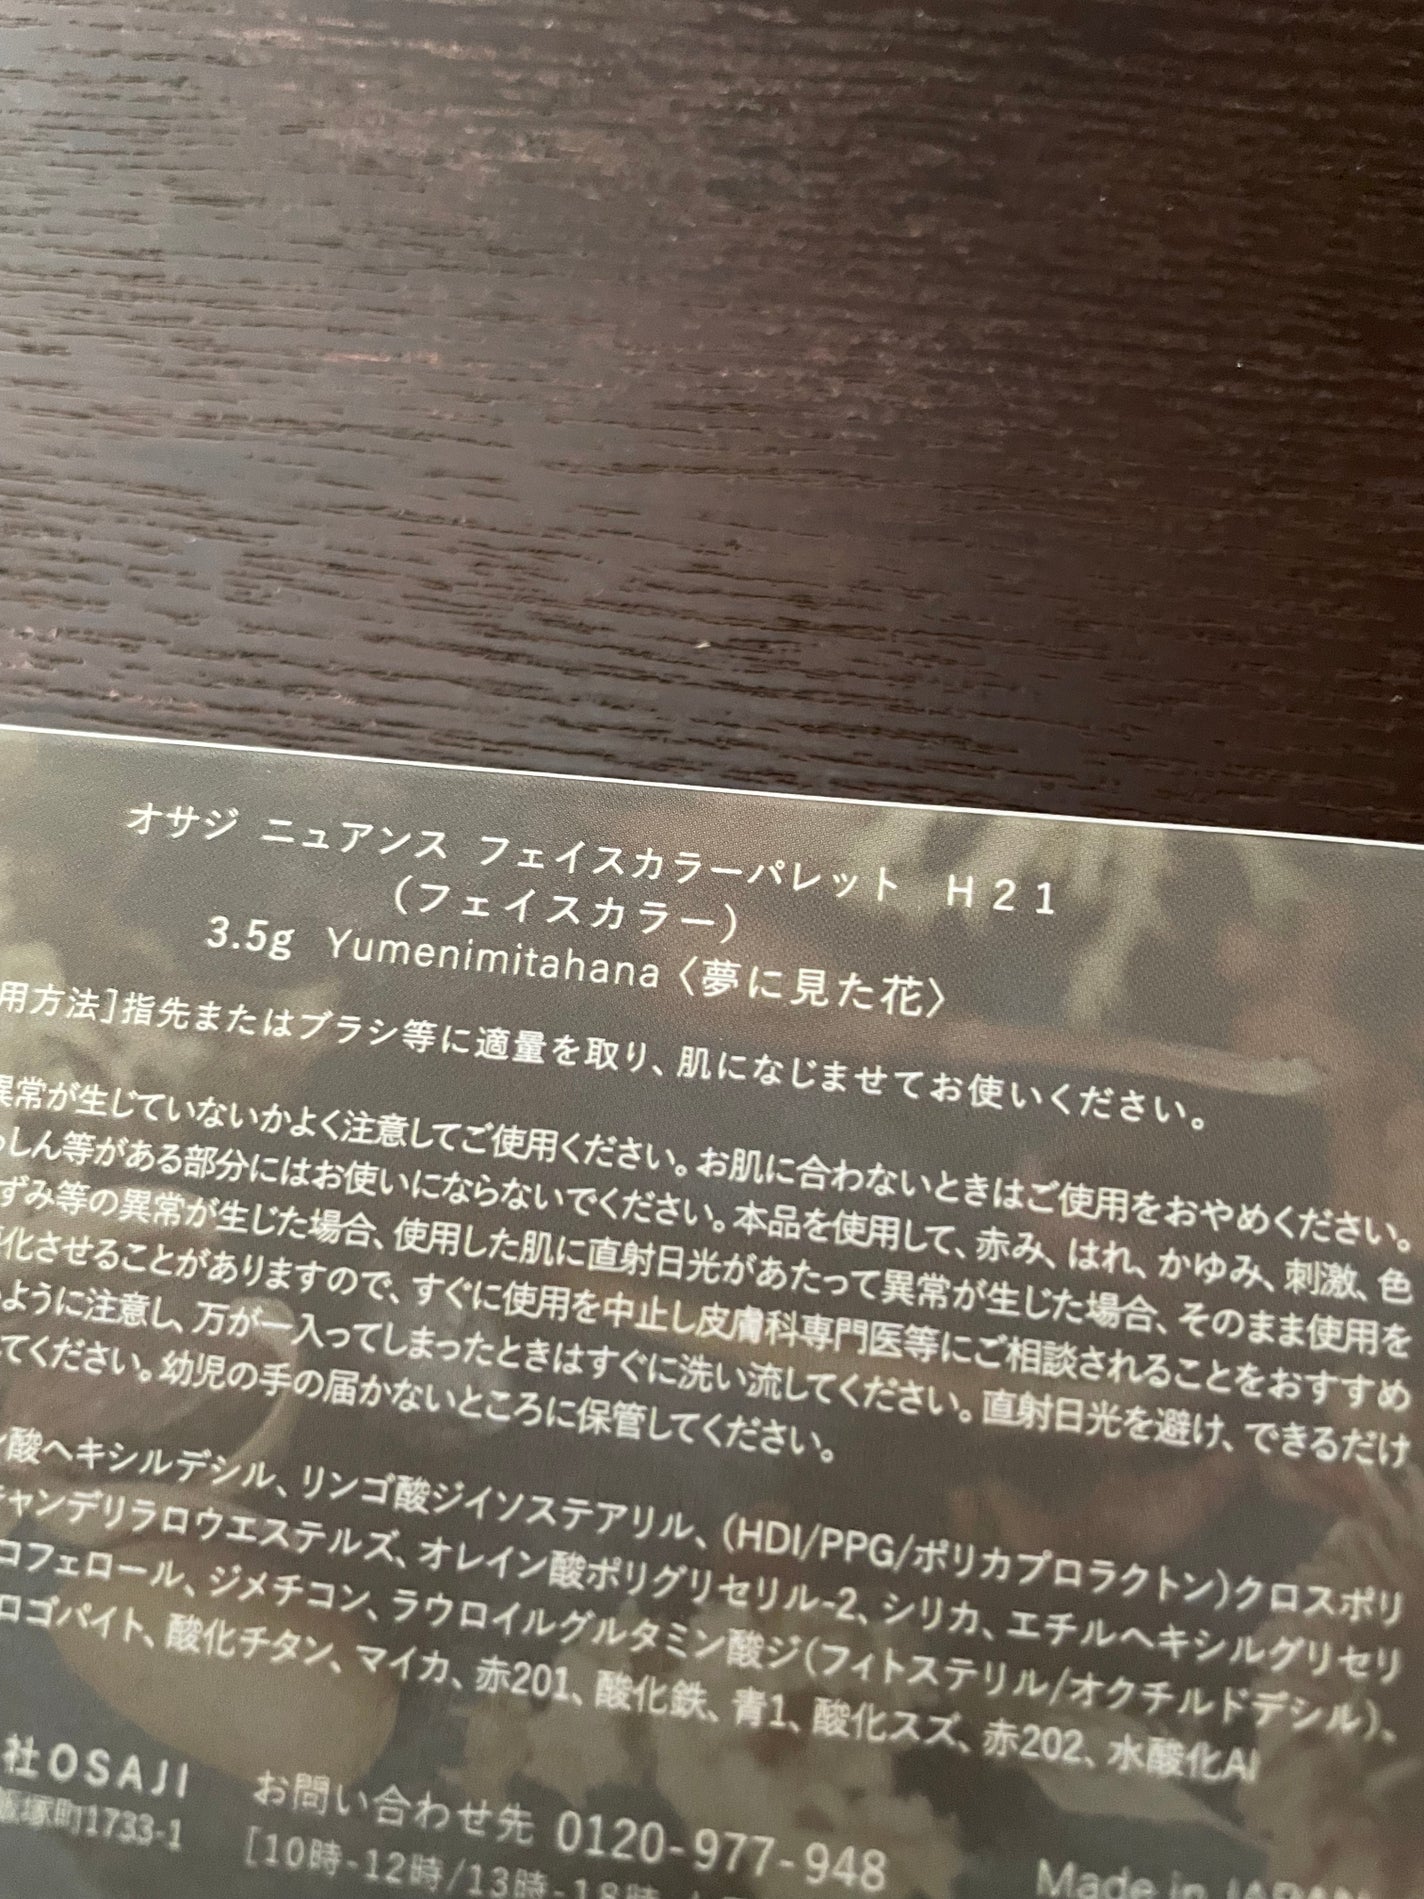 オサジ ニュアンス フェイスカラーパレット H21
(フェイスカラー)
3.5g Yumenimitahana〈夢に見た花〉
用方法]指先またはブラシ等に適量を取り、肌になじませてお使いください。
異常が生じていないかよく注意してご使用ください。お肌に合わないときはご使用をおやめください。
っしん等がある部分にはお使いにならないでください。本品を使用して、赤み、はれ、かゆみ、刺激、色
ずみ等の異常が生じた場合、使用した肌に直射日光があたって異常が生じた場合、そのまま使用を
化させることがありますので、すぐに使用を中止し皮膚科専門医等にご相談されることをおすすめ
ように注意し、万が一入ってしまったときはすぐに洗い流してください。直射日光を避け、できるだけ
てください。幼児の手の届かないところに保管してください。
ン酸ヘキシルデシル、リンゴ酸ジイソステアリル、(HDI/PPG/ポリカプロラクトン)クロスポリ
キャンデリラロウエステルズ、オレイン酸ポリグリセリル-2、シリカ、エチルヘキシルグリセリ
コフェロール、ジメチコン、ラウロイルグルタミン酸ジ(フィトステリル/オクチルドデシル)、
ロゴパイト、酸化チタン、マイカ、赤201、酸化鉄、青1、酸化スズ、赤202、水酸化Al
社OSAJI
飯塚町1733-1
お問い合わせ先 0120-977-948
[10時-12時/13時-18時
Made in JAPAN